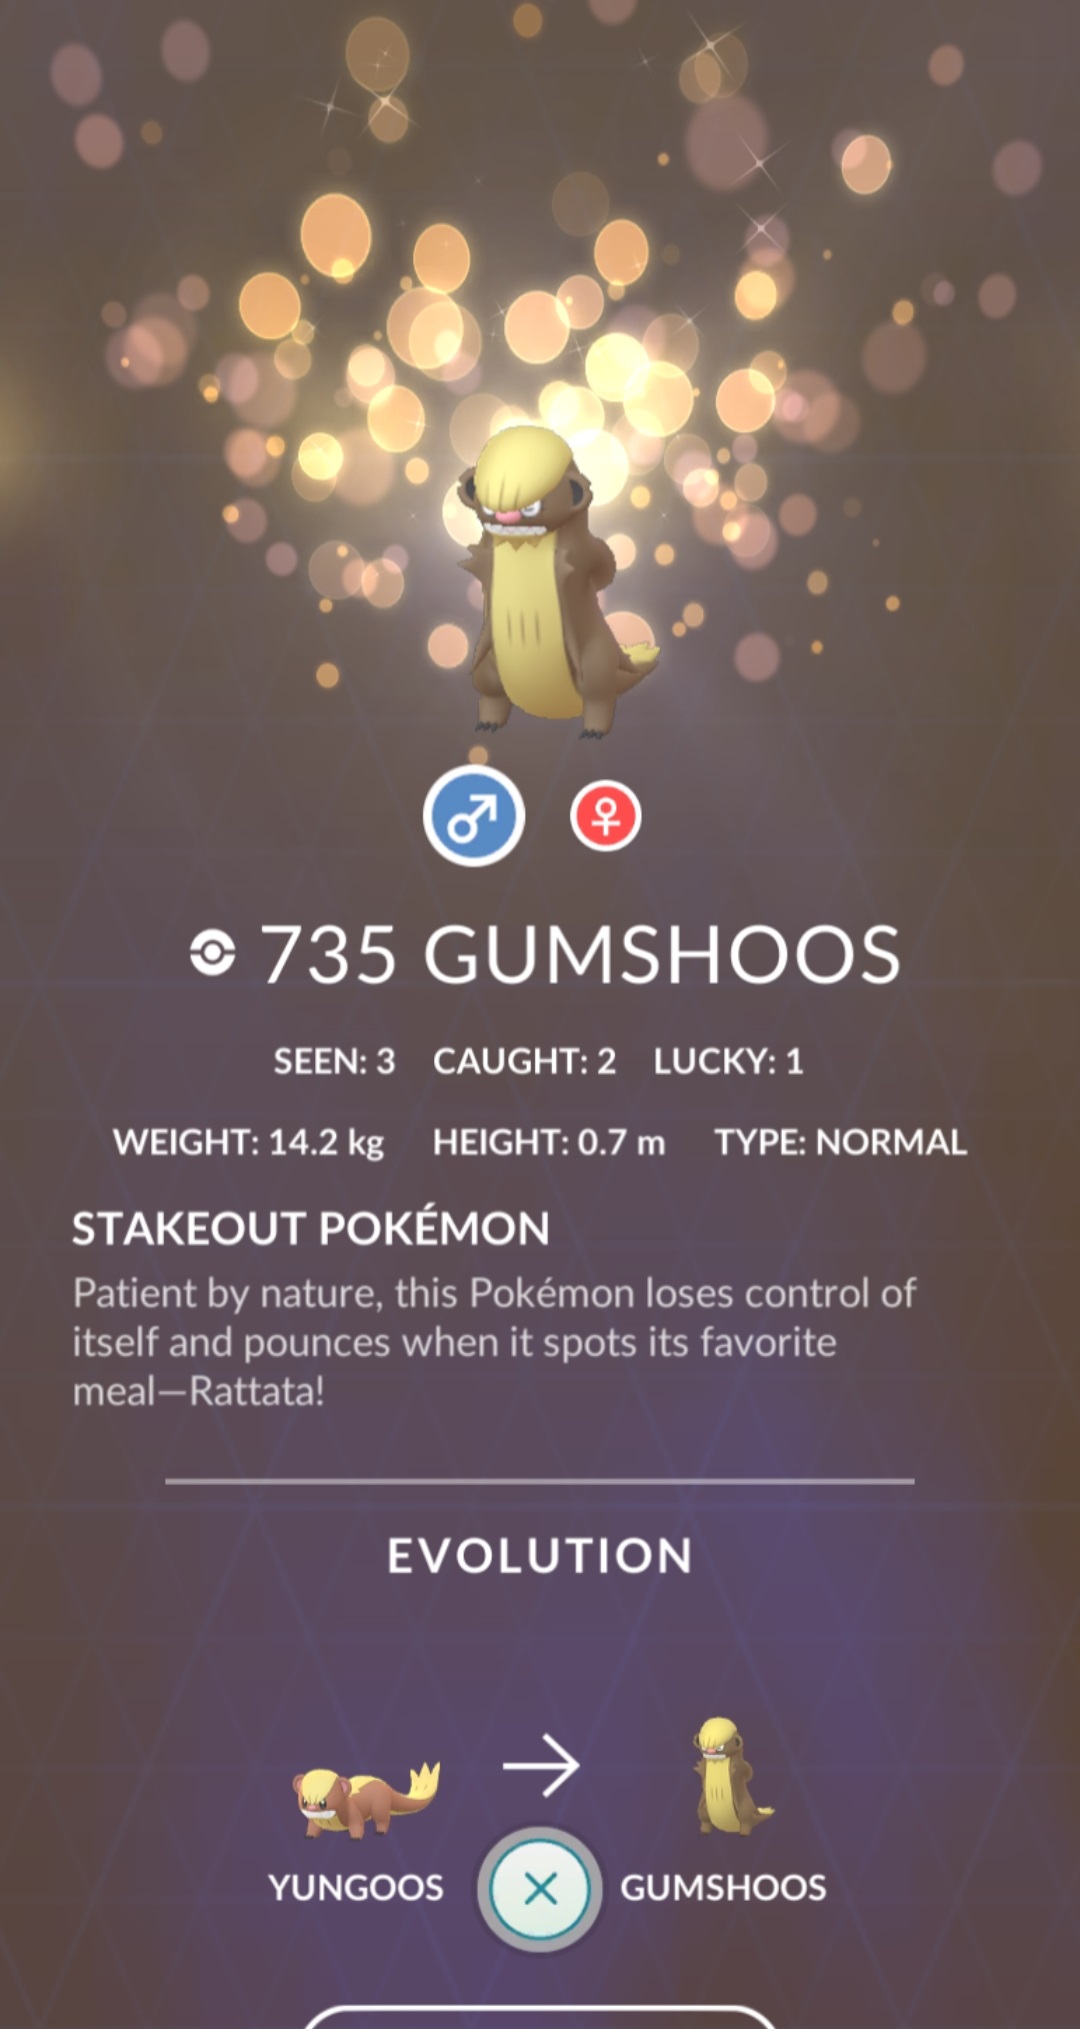 735 GUMSHOOS
SEEN: 3 CAUGHT: 2 LUCKY: 1
WEIGHT: 14.2 kg HEIGHT: 0.7 m TYPE: NORMAL
STAKEOUT POKÉMON
Patient by nature, this Pokémon loses control of
itself and pounces when it spots its favorite
meal—Rattata!
EVOLUTION
YUNGOOS GUMSHOOS